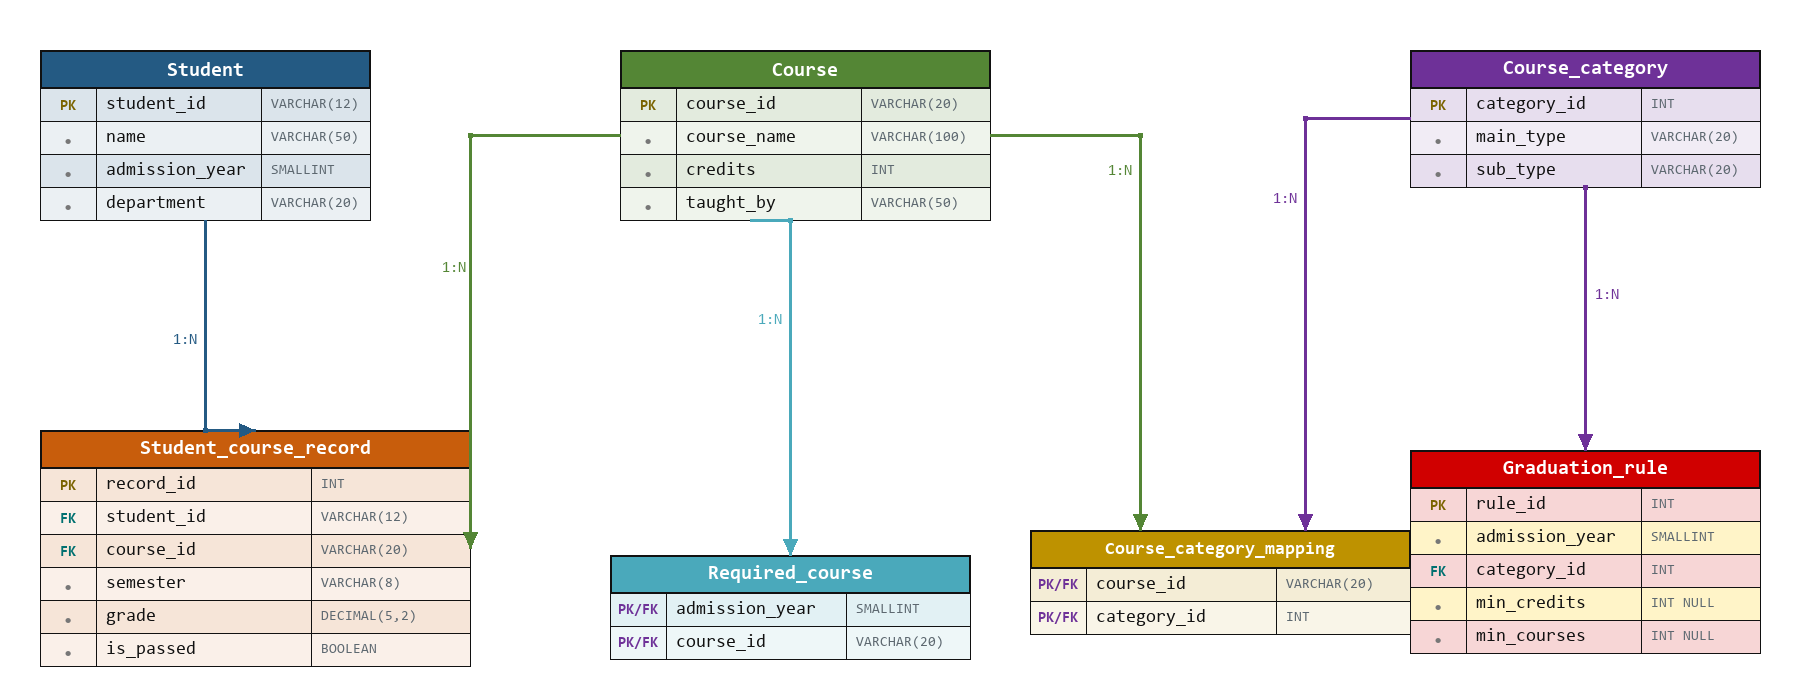 Student
PK student_id VARCHAR(12)
• name VARCHAR(50)
• admission_year SMALLINT
• department VARCHAR(20)
Course
PK course_id VARCHAR(20)
• course_name VARCHAR(100)
• credits INT
• taught_by VARCHAR(50)
Course_category
PK category_id INT
• main_type VARCHAR(20)
• sub_type VARCHAR(20)
1:N
1:N
1:N
1:N
1:N
1:N
Student_course_record
PK record_id INT
FK student_id VARCHAR(12)
FK course_id VARCHAR(20)
• semester VARCHAR(8)
• grade DECIMAL(5,2)
• is_passed BOOLEAN
Required_course
PK/FK admission_year SMALLINT
PK/FK course_id VARCHAR(20)
Course_category_mapping
PK/FK course_id VARCHAR(20)
PK/FK category_id INT
Graduation_rule
PK rule_id INT
• admission_year SMALLINT
FK category_id INT
• min_credits INT NULL
• min_courses INT NULL